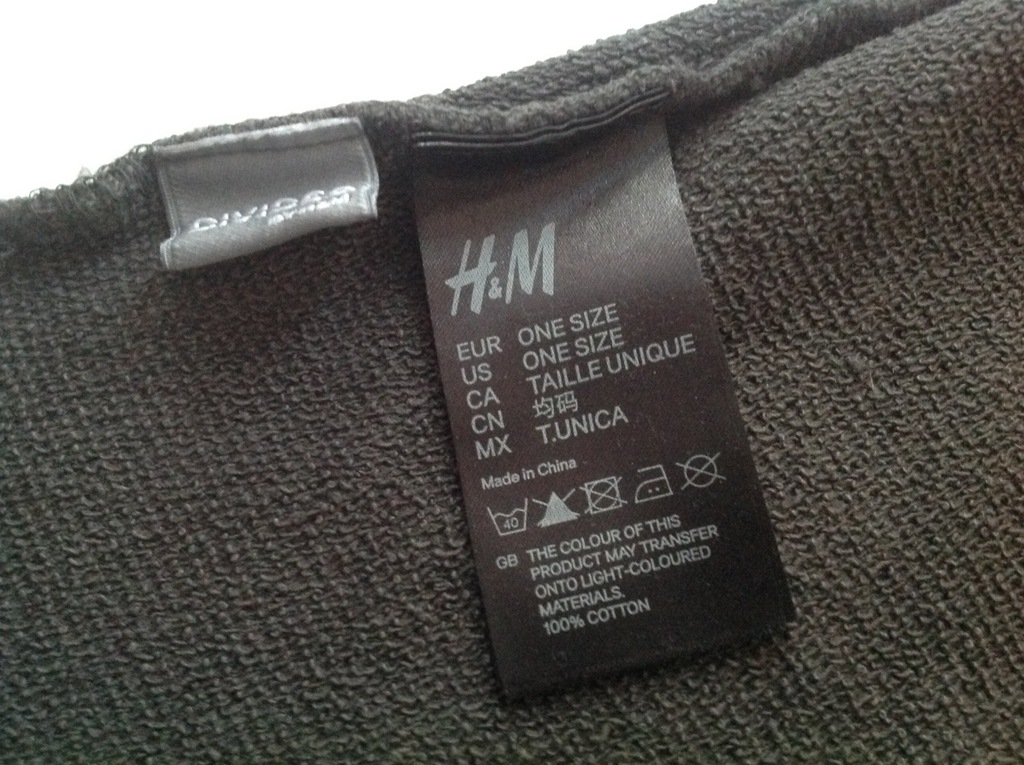 DIVIDED
H&M
EUR ONE SIZE
US ONE SIZE
CA TAILLE UNIQUE
CN 均码
MX T.UNICA
Made in China
40
GB THE COLOUR OF THIS
PRODUCT MAY TRANSFER
ONTO LIGHT-COLOURED
MATERIALS.
100% COTTON